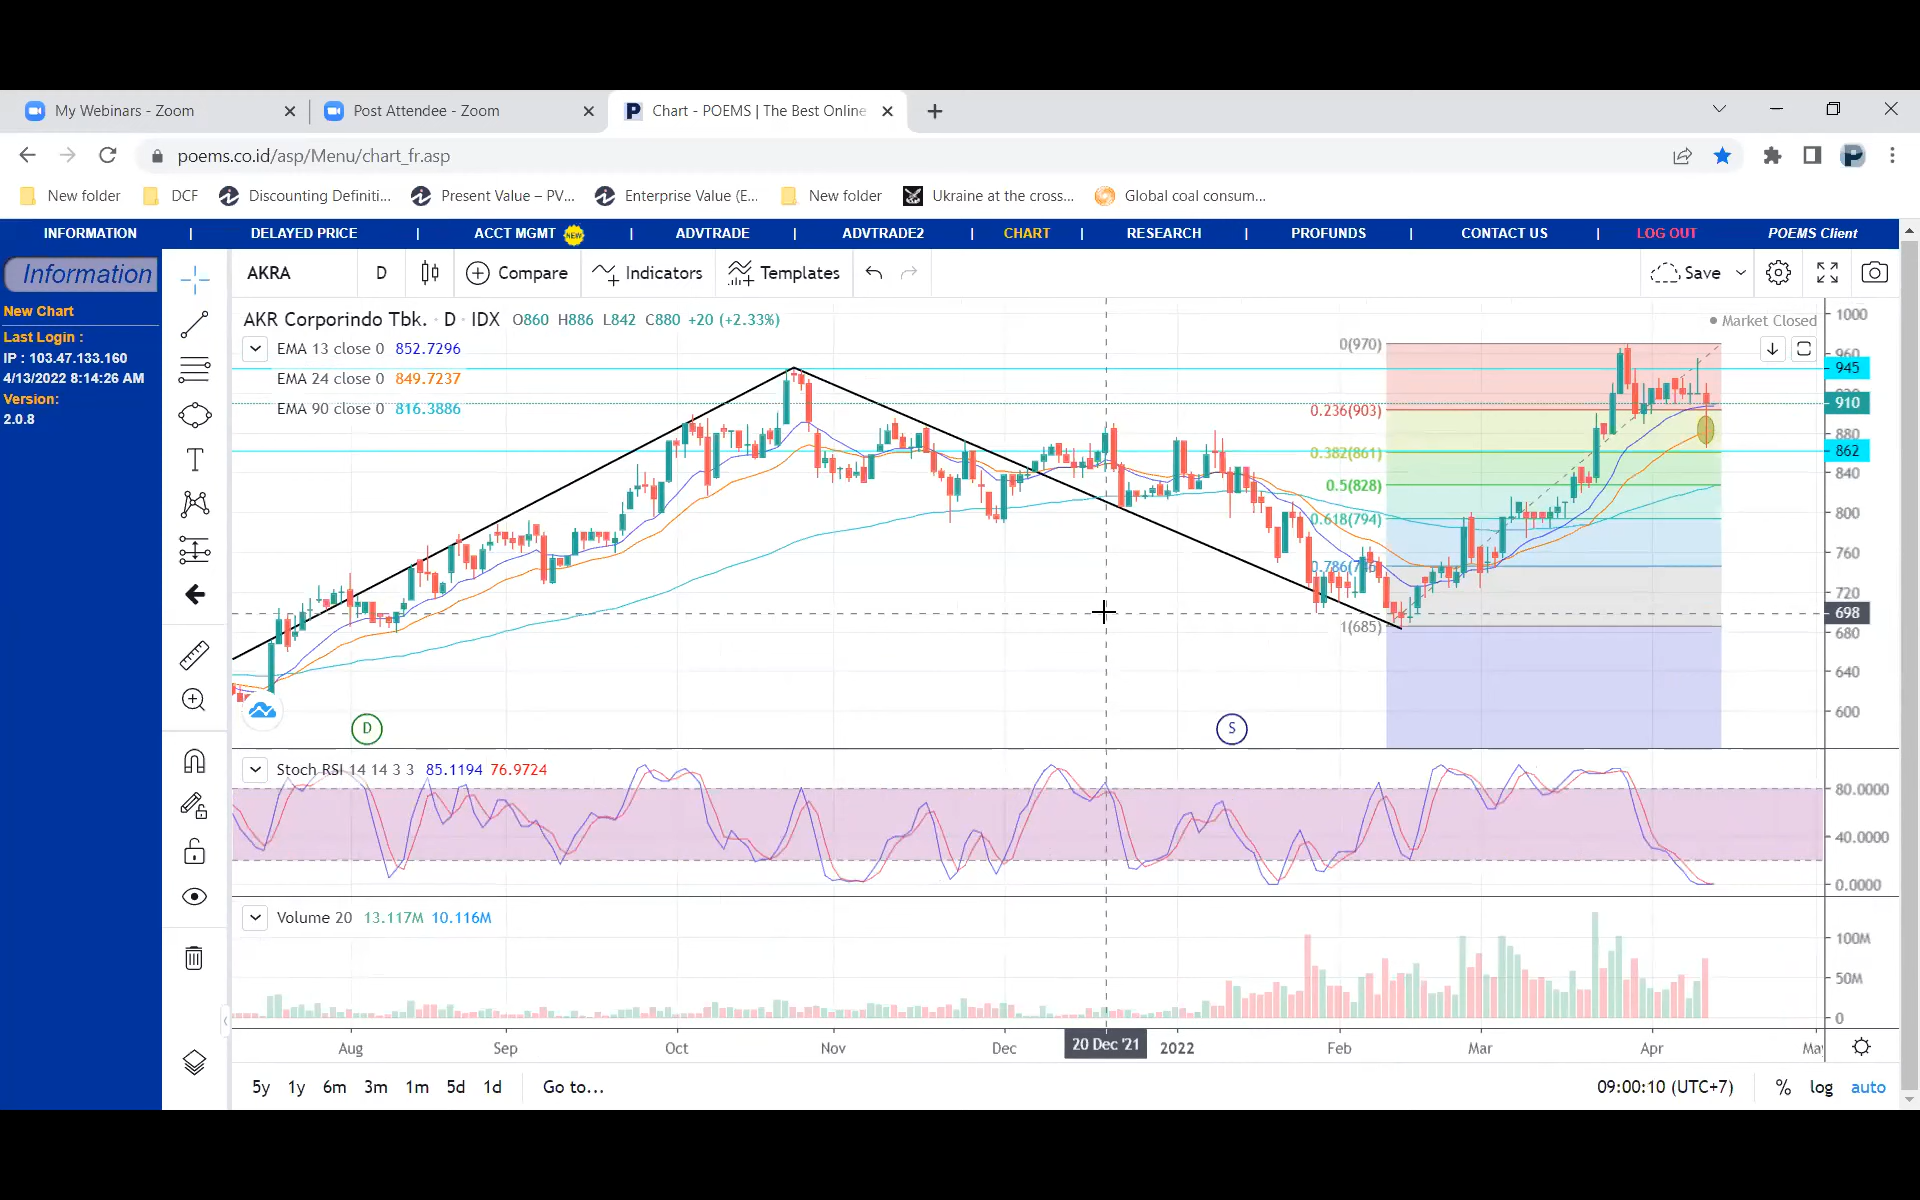 My Webinars - Zoom
Post Attendee - Zoom
P Chart - POEMS | The Best Online
poems.co.id/asp/Menu/chart_fr.asp
New folder DCF Discounting Definiti... Present Value – PV... Enterprise Value (E... New folder Ukraine at the cross... Global coal consum...
INFORMATION | DELAYED PRICE | ACCT MGMT NEW | ADVTRADE | ADVTRADE2 | CHART | RESEARCH | PROFUNDS | CONTACT US | LOG OUT POEMS Client
Information
New Chart
Last Login :
IP : 103.47.133.160
4/13/2022 8:14:26 AM
Version:
2.0.8
AKRA D Compare Indicators Templates Save
AKR Corporindo Tbk. · D · IDX O860 H886 L842 C880 +20 (+2.33%)
Market Closed
EMA 13 close 0 852.7296
EMA 24 close 0 849.7237
EMA 90 close 0 816.3886
0(970)
0.236(903)
0.382(861)
0.5(828)
0.618(794)
1(685)
1000
960
945
910
880
862
840
800
760
720
698
680
640
600
D
S
Stoch RSI 14 14 3 3 85.1194 76.9724
80.0000
40.0000
0.0000
Volume 20 13.117M 10.116M
100M
50M
0
Aug Sep Oct Nov Dec 20 Dec '21 2022 Feb Mar Apr
5y 1y 6m 3m 1m 5d 1d Go to...
09:00:10 (UTC+7) % log auto